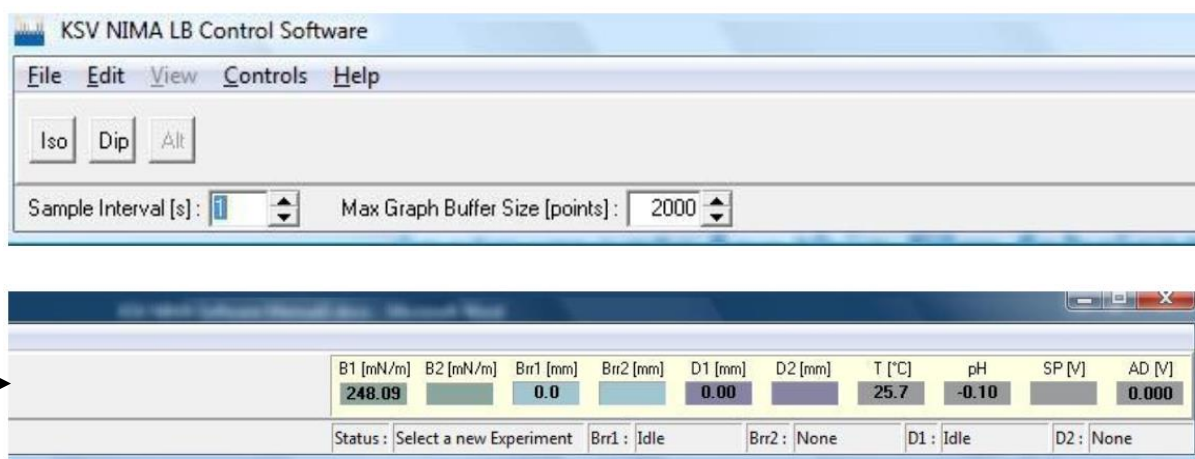 KSV NIMA LB Control Software
File Edit View Controls Help
Iso Dip Alt
Sample Interval [s] : 1 Max Graph Buffer Size [points] : 2000
B1 [mN/m] B2 [mN/m] Brr1 [mm] Brr2 [mm] D1 [mm] D2 [mm] T [°C] pH SP [V] AD [V]
248.09 0.0 0.00 25.7 -0.10 0.000
Status : Select a new Experiment Brr1 : Idle Brr2 : None D1 : Idle D2 : None